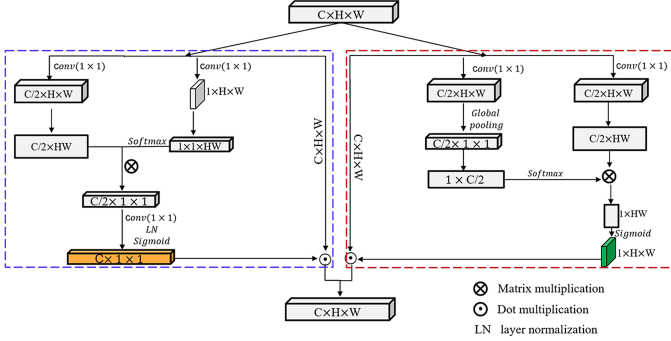 C×H×W
Conv(1 × 1)
Conv(1 × 1)
C/2×H×W
1×H×W
C/2×HW
Softmax
1×1×HW
C/2× 1 × 1
Conv(1 × 1)
LN
Sigmoid
C× 1 × 1
C×H×W
C×H×W
Conv(1 × 1)
Conv(1 × 1)
C/2×H×W
C/2×H×W
Global
pooling
C/2× 1 × 1
C/2×HW
1 × C/2
Softmax
1×HW
Sigmoid
1×H×W
C×H×W
Matrix multiplication
Dot multiplication
LN layer normalization